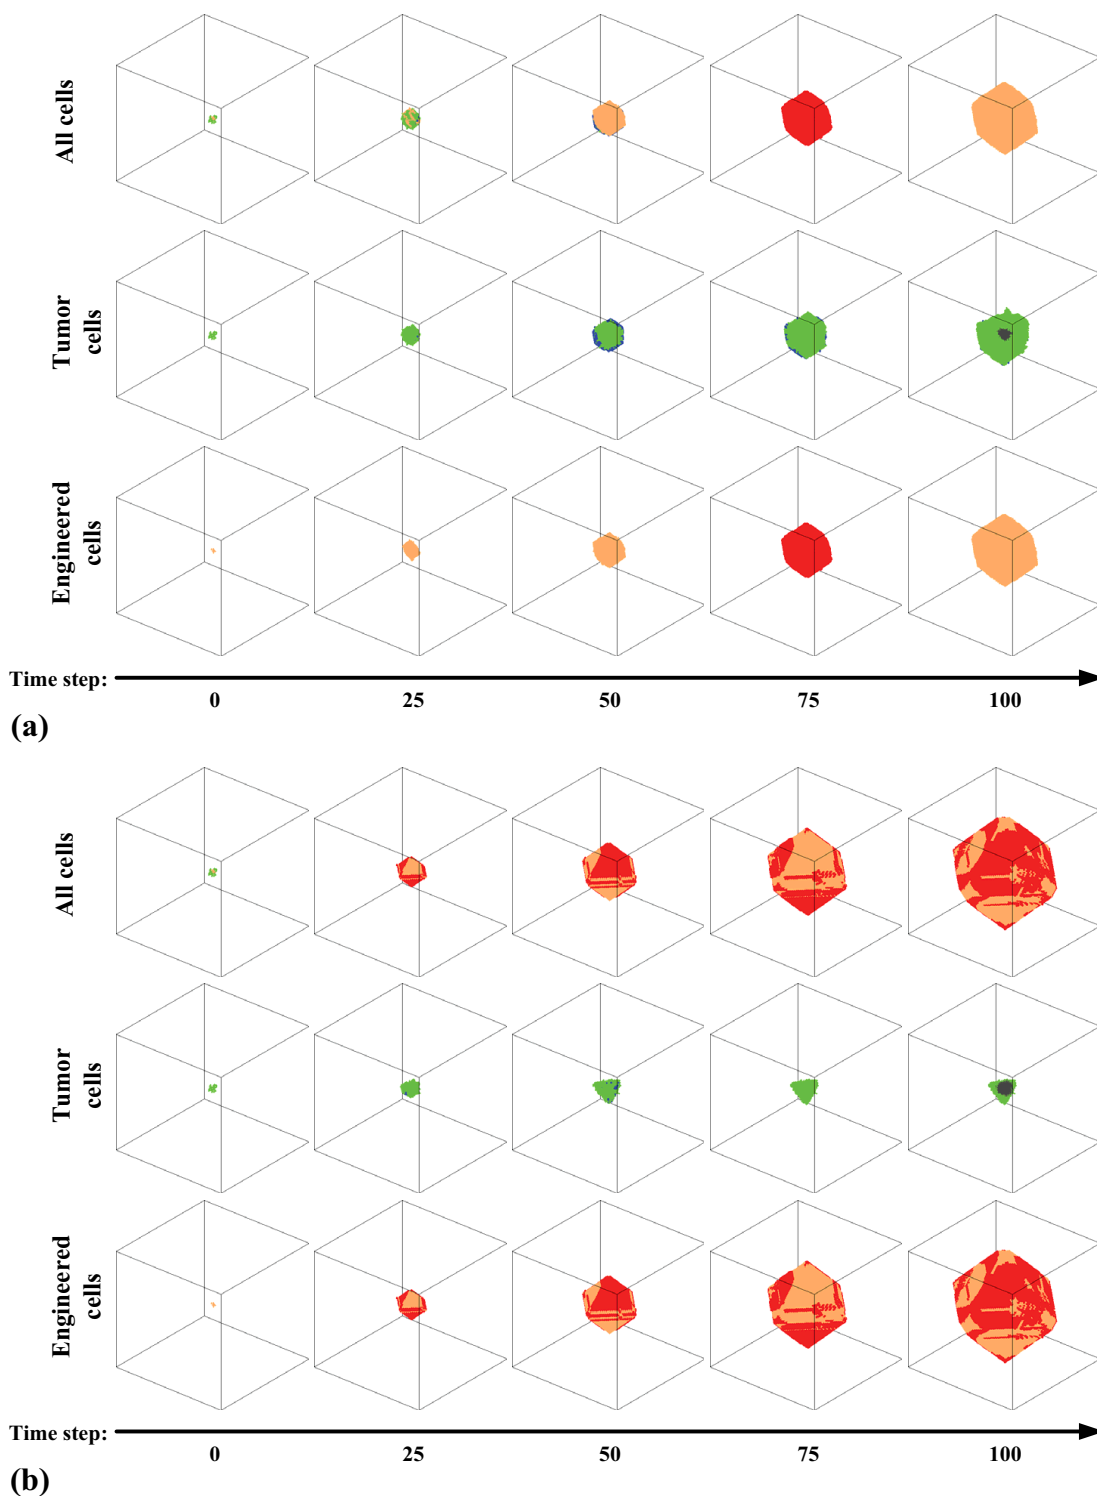 All cells
Tumor
cells
Engineered
cells
Time step:
0 25 50 75 100
(a)
All cells
Tumor
cells
Engineered
cells
Time step:
0 25 50 75 100
(b)